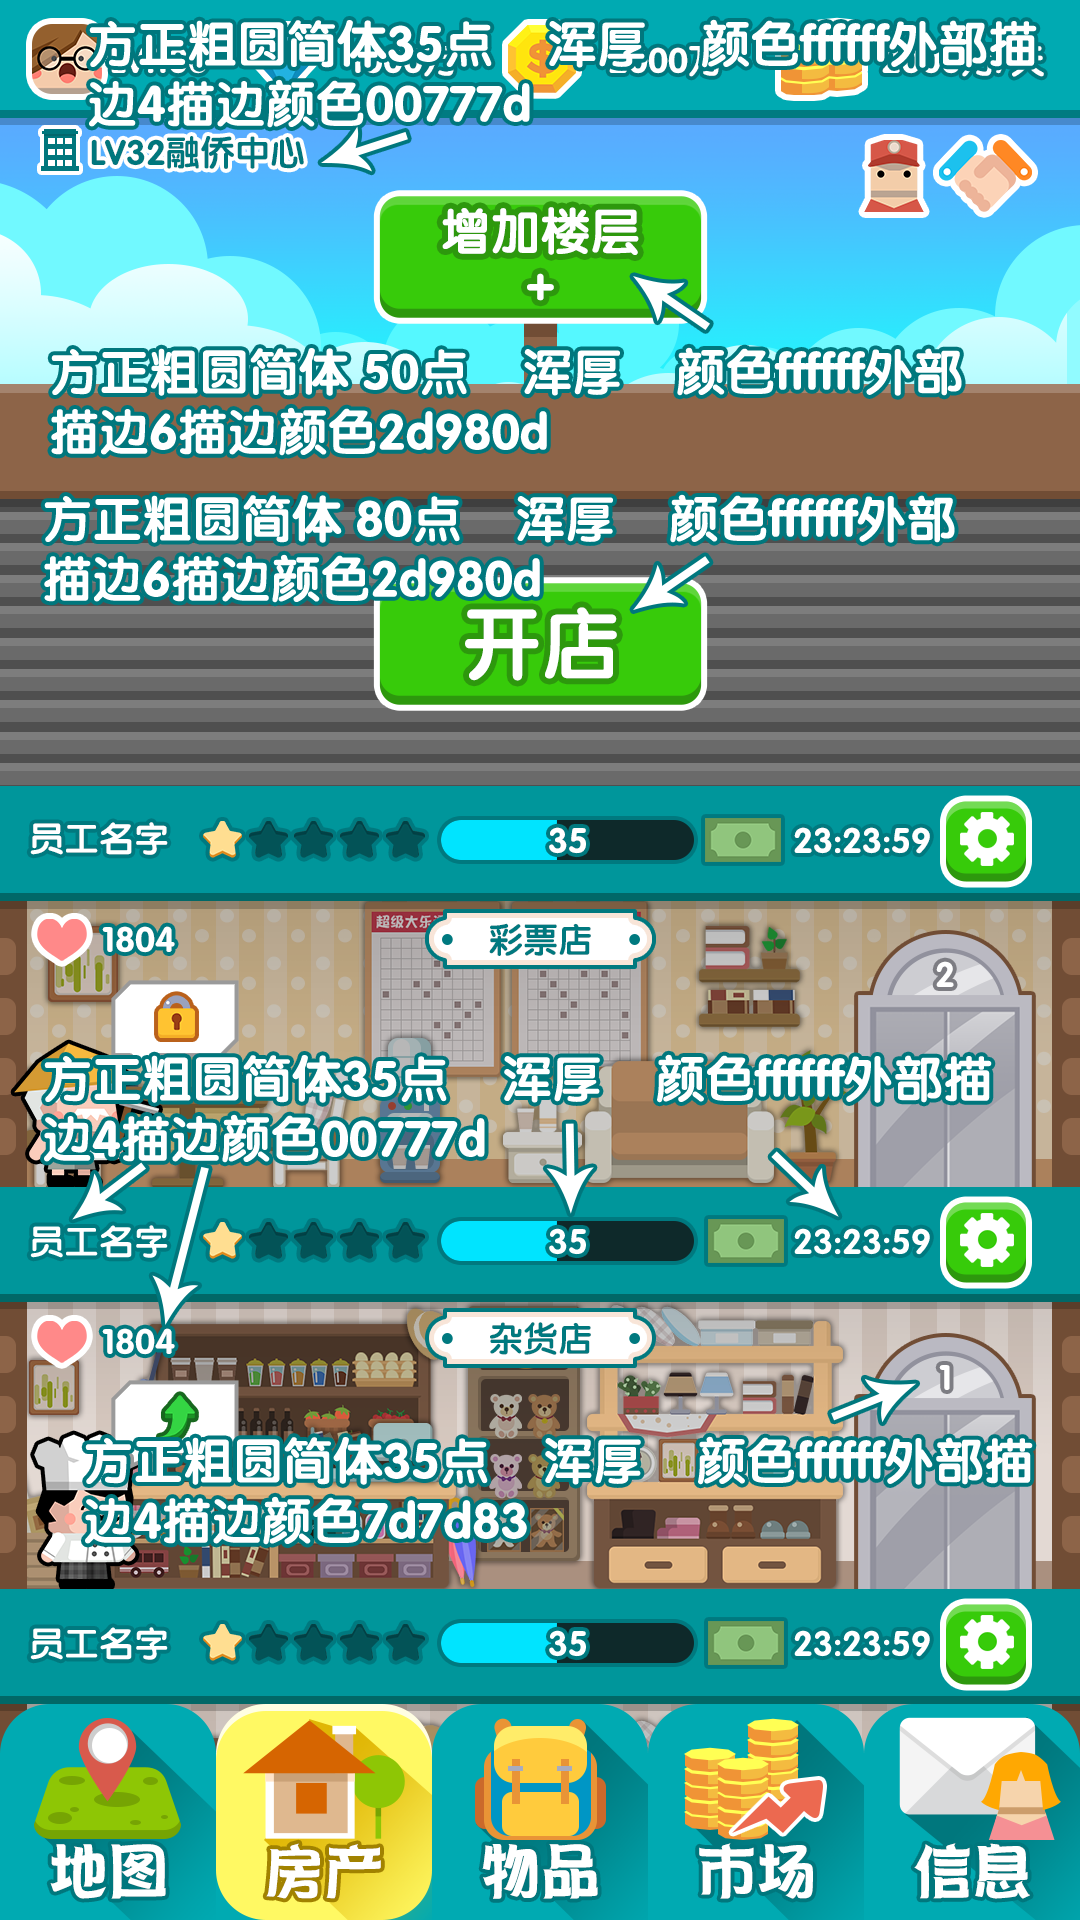 方正粗圆简体35点 浑厚 颜色ffffff外部描
边4描边颜色00777d
LV32融侨中心
增加楼层
+
方正粗圆简体 50点 浑厚 颜色ffffff外部
描边6描边颜色2d980d
方正粗圆简体 80点 浑厚 颜色ffffff外部
描边6描边颜色2d980d
开店
员工名字 35 23:23:59
超级大乐
1804 彩票店
2
方正粗圆简体35点 浑厚 颜色ffffff外部描
边4描边颜色00777d
员工名字 35 23:23:59
1804 杂货店
1
方正粗圆简体35点 浑厚 颜色ffffff外部描
边4描边颜色7d7d83
员工名字 35 23:23:59
地图 房产 物品 市场 信息